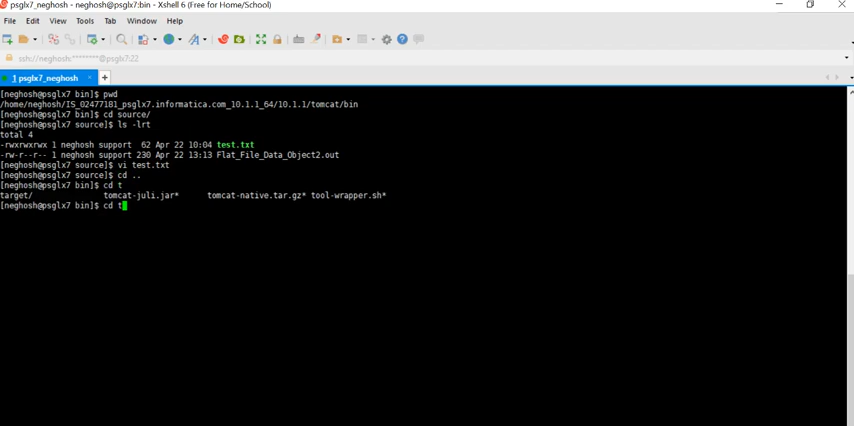 psglx7_neghosh - neghosh@psglx7:bin - Xshell 6 (Free for Home/School)
File Edit View Tools Tab Window Help
ssh://neghosh:********@psglx7:22
1 psglx7_neghosh × +
[neghosh@psglx7 bin]$ pwd
/home/neghosh/IS_02477181_psglx7.informatica.com_10.1.1_64/10.1.1/tomcat/bin
[neghosh@psglx7 bin]$ cd source/
[neghosh@psglx7 source]$ ls -lrt
total 4
-rwxrwxrwx 1 neghosh support 62 Apr 22 10:04 test.txt
-rw-r--r-- 1 neghosh support 230 Apr 22 13:13 Flat_File_Data_Object2.out
[neghosh@psglx7 source]$ vi test.txt
[neghosh@psglx7 source]$ cd ..
[neghosh@psglx7 bin]$ cd t
target/ tomcat-juli.jar* tomcat-native.tar.gz* tool-wrapper.sh*
[neghosh@psglx7 bin]$ cd t